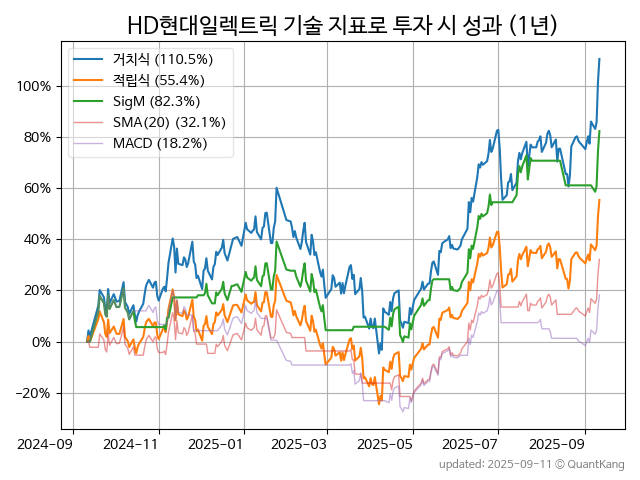 HD현대일렉트릭 기술 지표로 투자 시 성과 (1년)
거치식 (110.5%)
적립식 (55.4%)
SigM (82.3%)
SMA(20) (32.1%)
MACD (18.2%)
100%
80%
60%
40%
20%
0%
−20%
2024-09 2024-11 2025-01 2025-03 2025-05 2025-07 2025-09
updated: 2025-09-11 © QuantKang